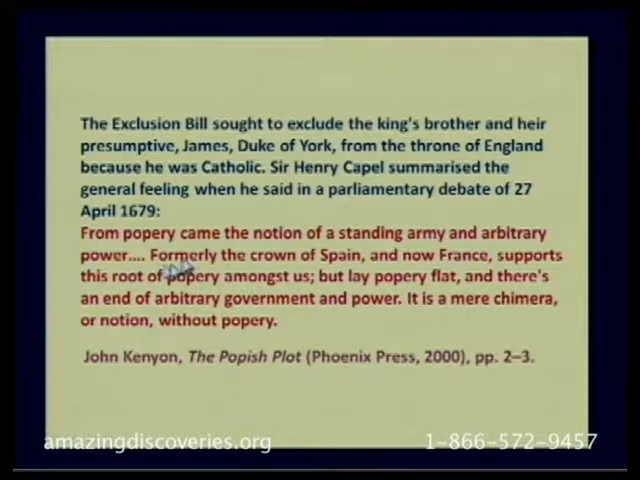 The Exclusion Bill sought to exclude the king's brother and heir
presumptive, James, Duke of York, from the throne of England
because he was Catholic. Sir Henry Capel summarised the
general feeling when he said in a parliamentary debate of 27
April 1679:
From popery came the notion of a standing army and arbitrary
power.... Formerly the crown of Spain, and now France, supports
this root of popery amongst us; but lay popery flat, and there's
an end of arbitrary government and power. It is a mere chimera,
or notion, without popery.
John Kenyon, The Popish Plot (Phoenix Press, 2000), pp. 2–3.
amazingdiscoveries.org 1-866-572-9457